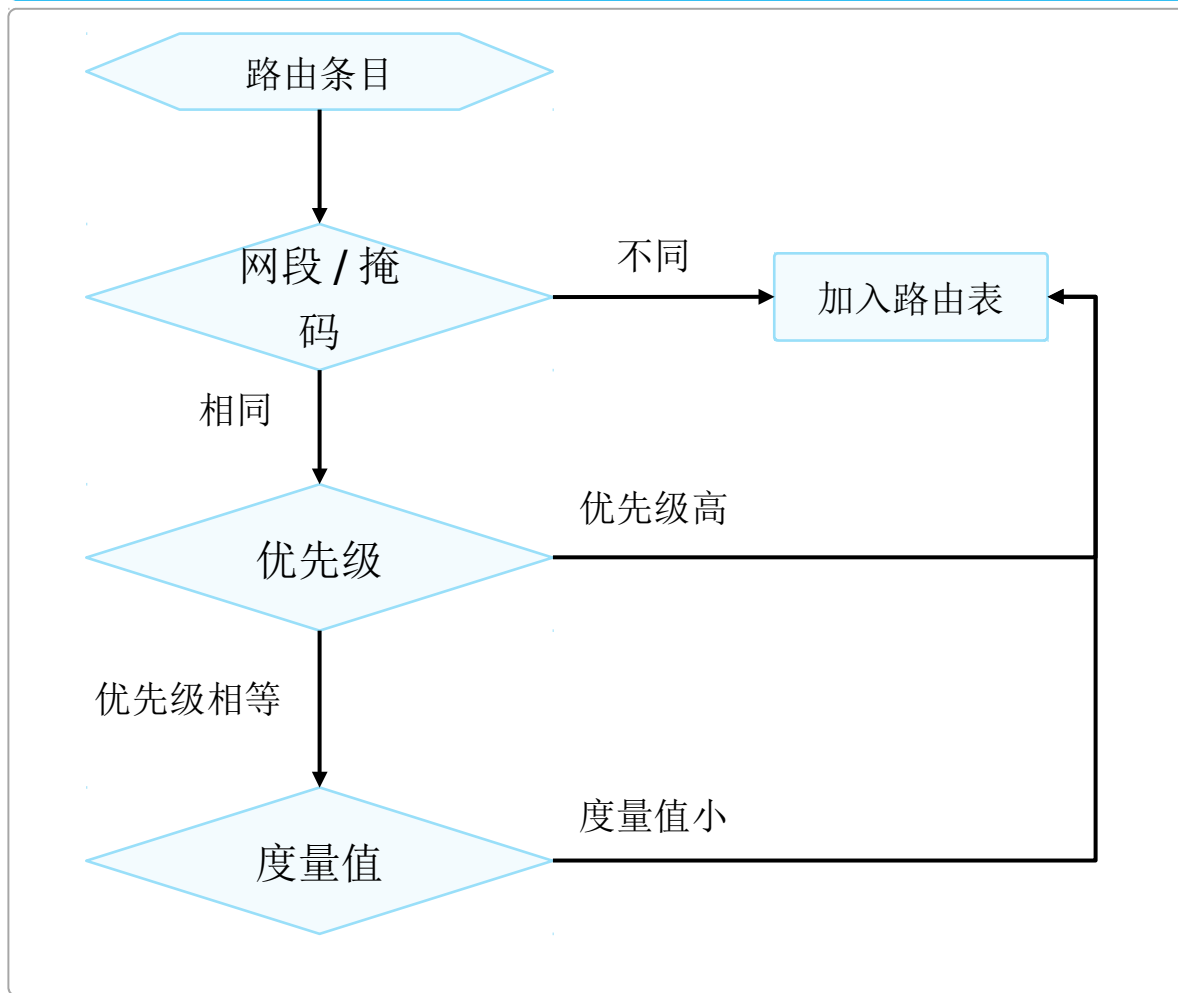 路由条目
网段 / 掩
码
不同
加入路由表
相同
优先级
优先级高
优先级相等
度量值
度量值小